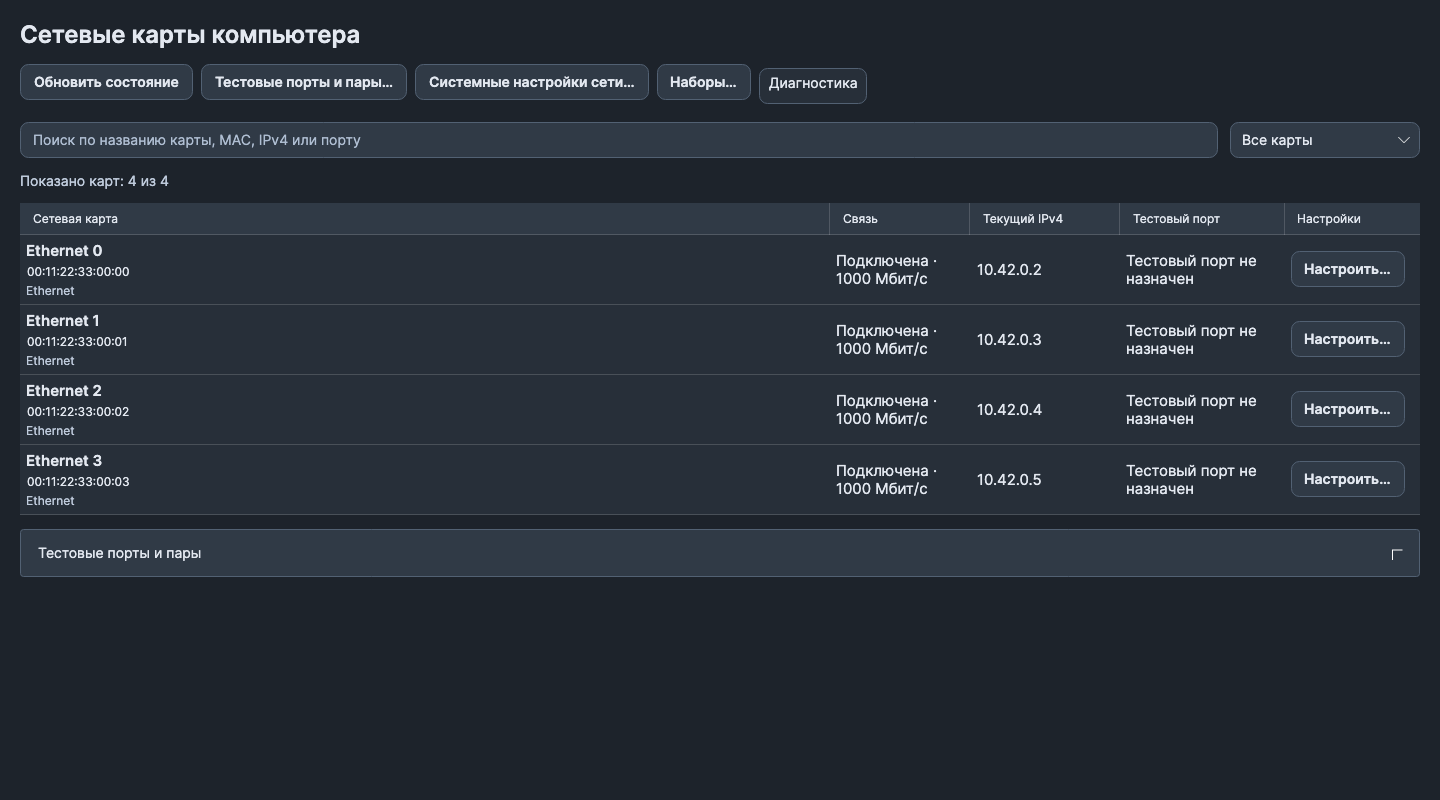 Сетевые карты компьютера
Обновить состояние
Тестовые порты и пары...
Системные настройки сети...
Наборы...
Диагностика
Поиск по названию карты, MAC, IPv4 или порту
Все карты
Показано карт: 4 из 4
Сетевая карта
Связь
Текущий IPv4
Тестовый порт
Настройки
Ethernet 0
00:11:22:33:00:00
Ethernet
Подключена ·
1000 Мбит/с
10.42.0.2
Тестовый порт не
назначен
Настроить...
Ethernet 1
00:11:22:33:00:01
Ethernet
Подключена ·
1000 Мбит/с
10.42.0.3
Тестовый порт не
назначен
Настроить...
Ethernet 2
00:11:22:33:00:02
Ethernet
Подключена ·
1000 Мбит/с
10.42.0.4
Тестовый порт не
назначен
Настроить...
Ethernet 3
00:11:22:33:00:03
Ethernet
Подключена ·
1000 Мбит/с
10.42.0.5
Тестовый порт не
назначен
Настроить...
Тестовые порты и пары